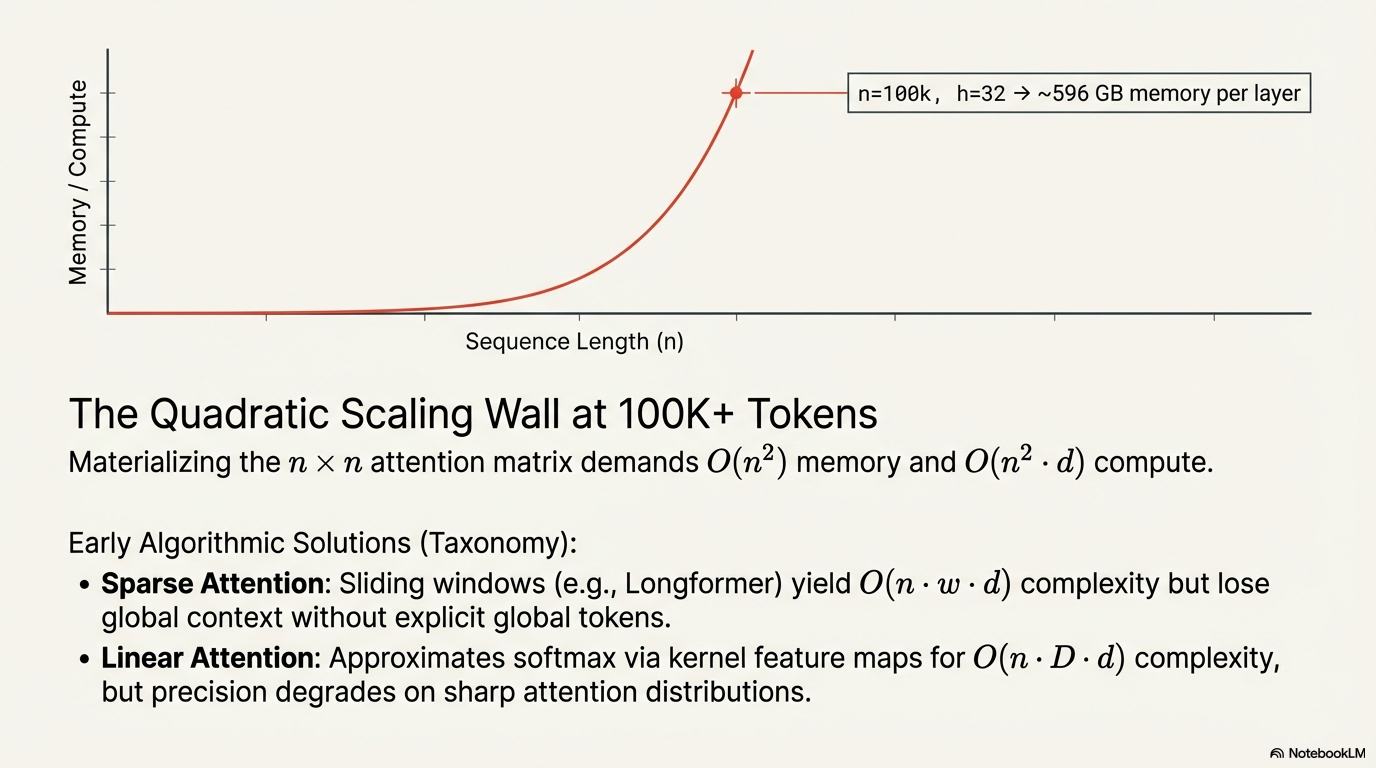 Memory / Compute
n=100k, h=32 → ~596 GB memory per layer
Sequence Length (n)
The Quadratic Scaling Wall at 100K+ Tokens
Materializing the n × n attention matrix demands O(n²) memory and O(n² · d) compute.
Early Algorithmic Solutions (Taxonomy):
• Sparse Attention: Sliding windows (e.g., Longformer) yield O(n · w · d) complexity but lose
global context without explicit global tokens.
• Linear Attention: Approximates softmax via kernel feature maps for O(n · D · d) complexity,
but precision degrades on sharp attention distributions.
NotebookLM